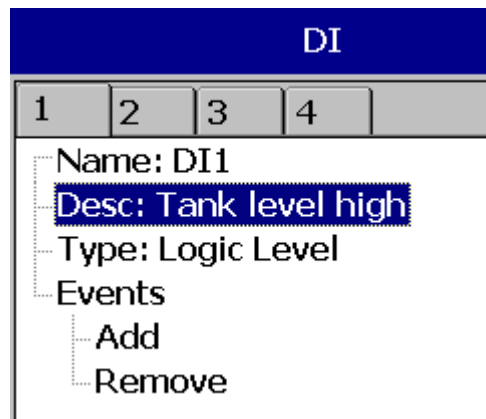 DI
1 2 3 4
Name: DI1
Desc: Tank level high
Type: Logic Level
Events
Add
Remove